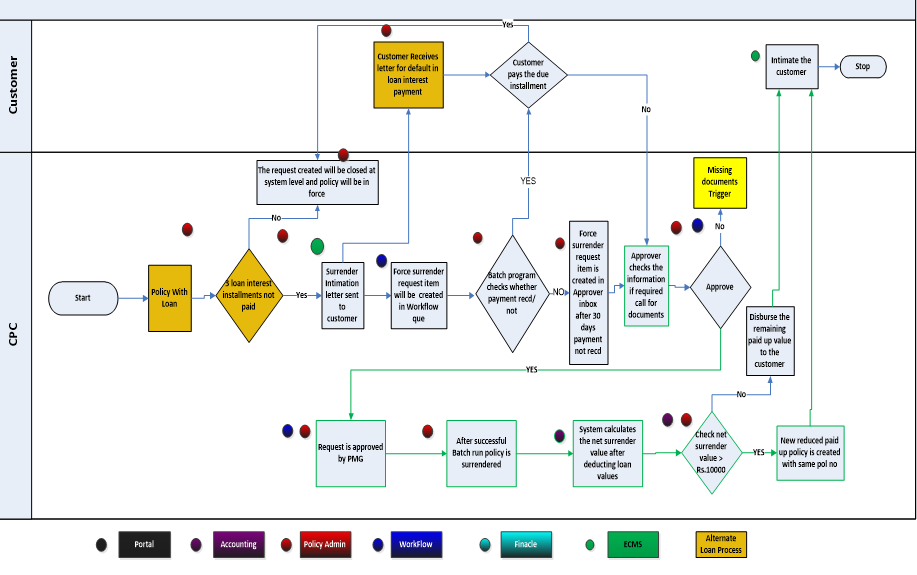 Customer
Yes
Customer Receives
letter for default in
loan interest
payment
Customer
pays the due
installment
Intimate the
customer
Stop
No
CPC
The request created will be closed at
system level and policy will be in
force
YES
Missing
documents
Trigger
No
No
Start
Policy With
Loan
3 loan interest
installments not
paid
Yes
Surrender
Intimation
letter sent
to
customer
Force surrender
request item
will be created
in Workflow
que
Batch program
checks whether
payment recd/
not
NO
Force
surrender
request
item is
created in
Approver
inbox
after 30
days
payment
not recd
Approver
checks the
information
if required
call for
documents
Approve
Disburse the
remaining
paid up value
to the
customer
YES
No
Request is approved
by PMG
After successful
Batch run policy is
surrendered
System calculates
the net surrender
value after
deducting loan
values
Check net
surrender
value >
Rs.10000
YES
New reduced paid
up policy is created
with same pol no
Portal
Accounting
Policy Admin
WorkFlow
Finacle
ECMS
Alternate
Loan Process